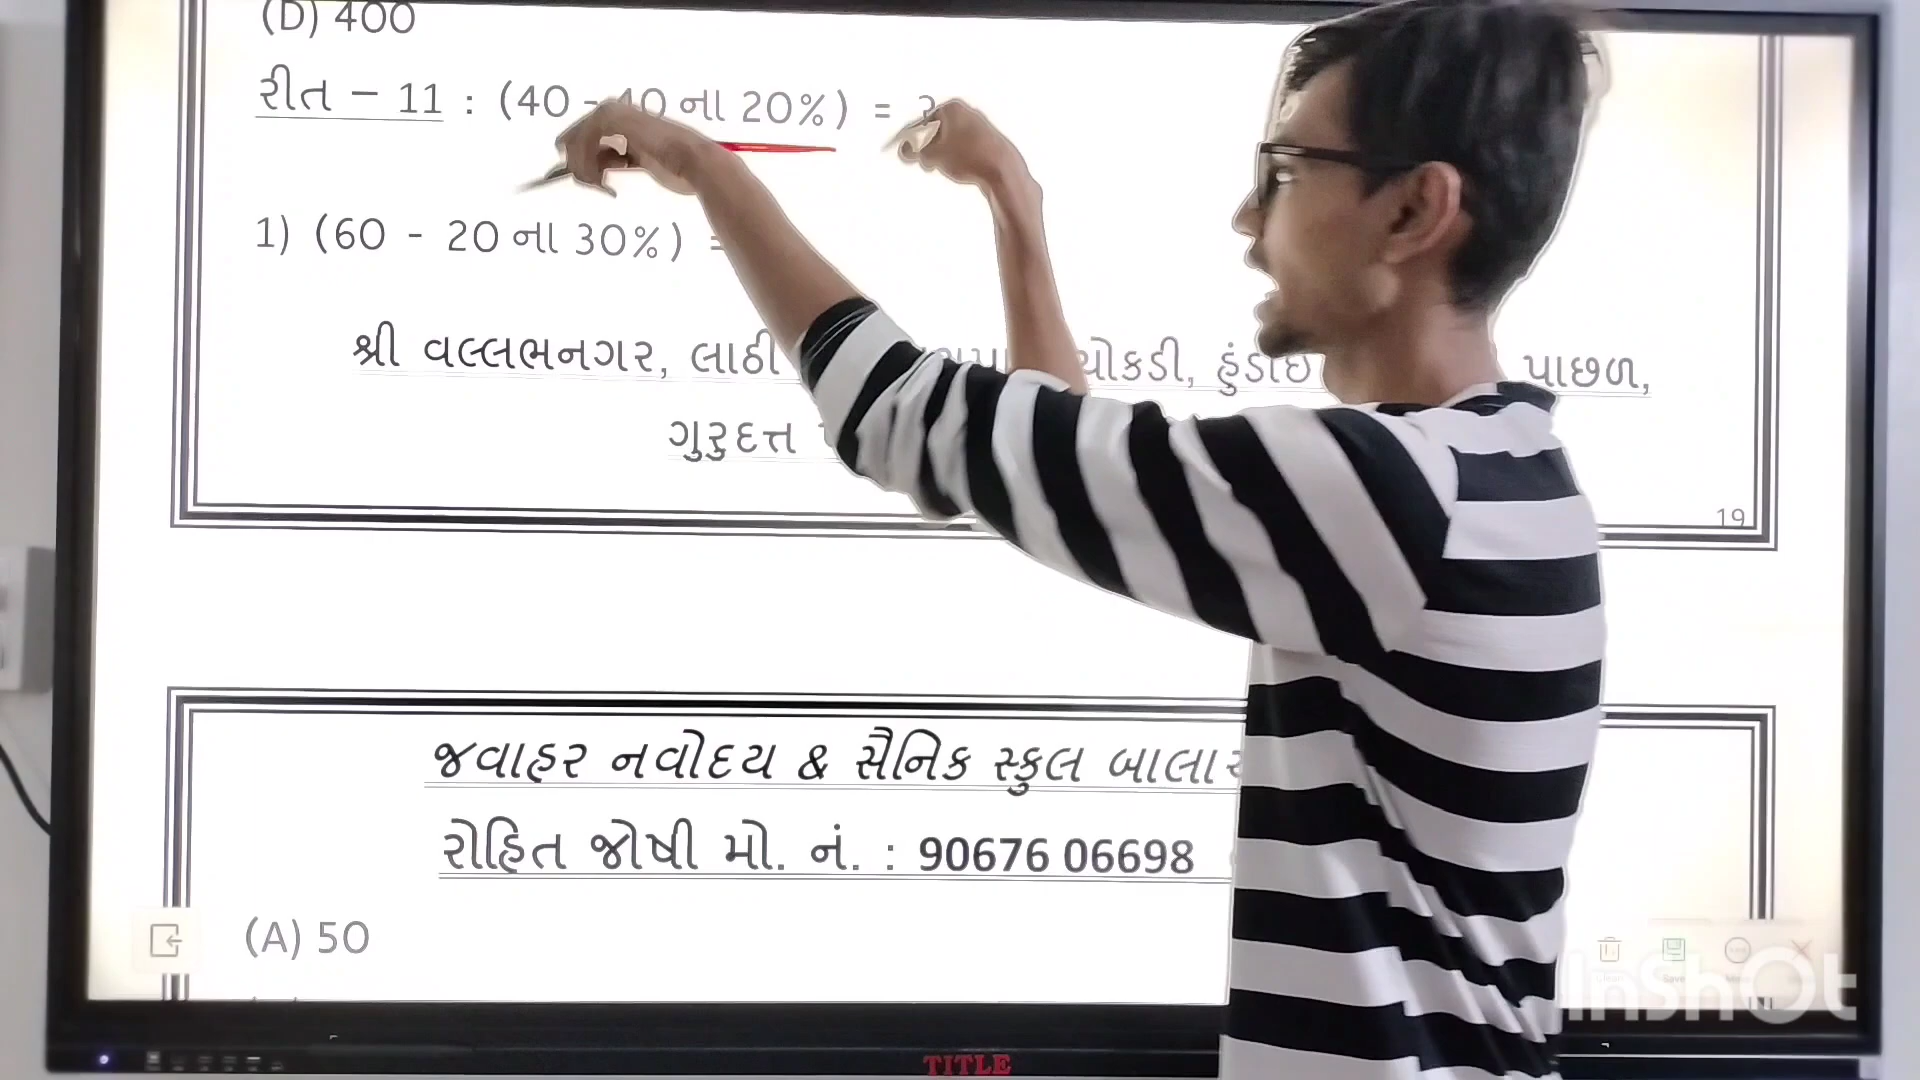 (D) 400
રીત – 11 : (40 - 40 ના 20%) = ?
1) (60 - 20 ના 30%) =
શ્રી વલ્લભનગર, લાઠી ચોકડી, પાછળ,
ગુરુદત્ત
19
જવાહર નવોદય & સૈનિક સ્કુલ
રોહિત જોષી મો. નં. : 90676 06698
(A) 50
Save
InShOt
TITLE